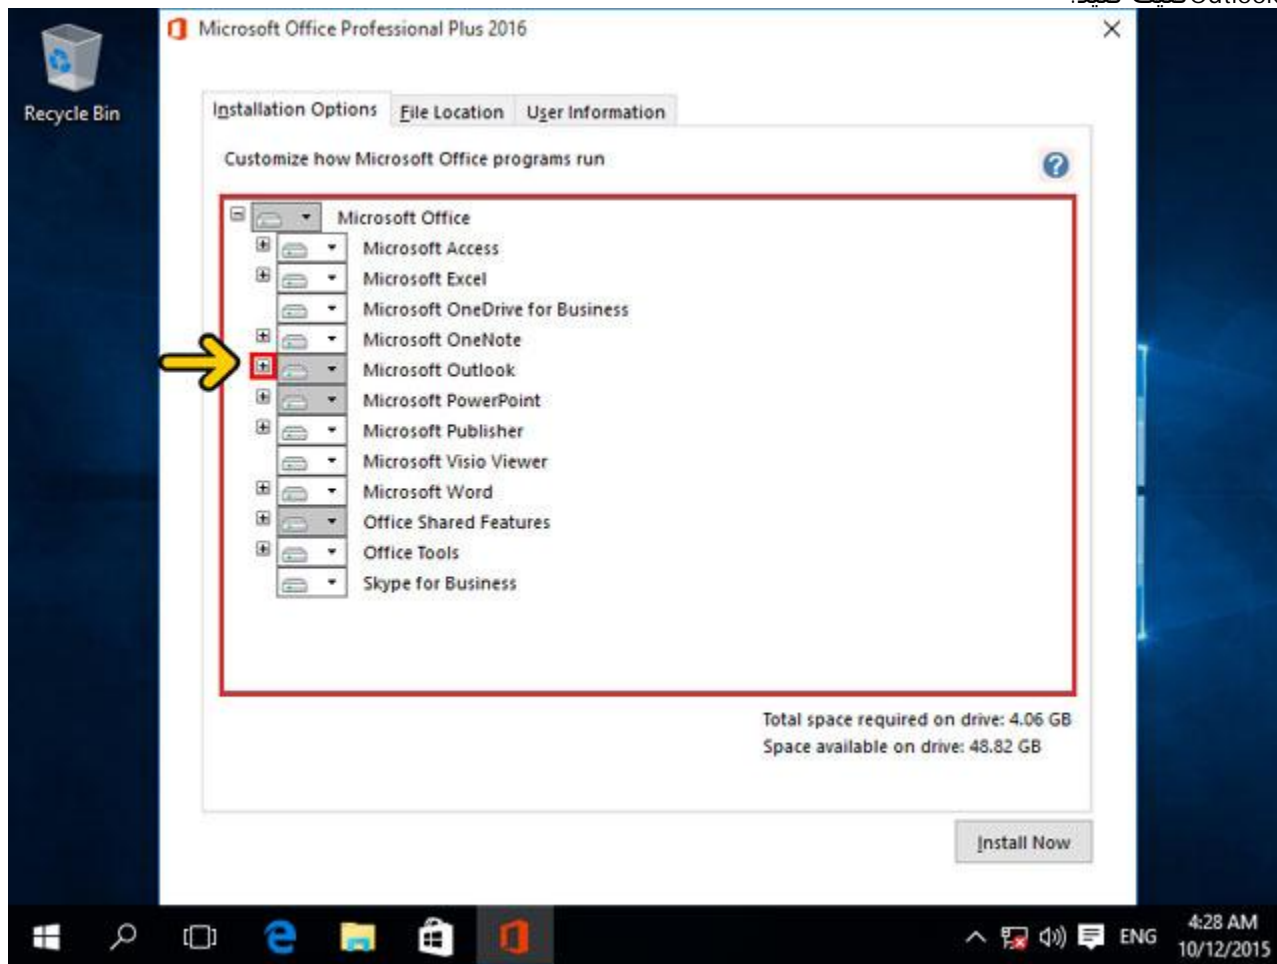 Outlook
Microsoft Office Professional Plus 2016
Recycle Bin
Installation Options File Location User Information
Customize how Microsoft Office programs run
Microsoft Office
Microsoft Access
Microsoft Excel
Microsoft OneDrive for Business
Microsoft OneNote
Microsoft Outlook
Microsoft PowerPoint
Microsoft Publisher
Microsoft Visio Viewer
Microsoft Word
Office Shared Features
Office Tools
Skype for Business
Total space required on drive: 4.06 GB
Space available on drive: 48.82 GB
Install Now
ENG
4:28 AM
10/12/2015